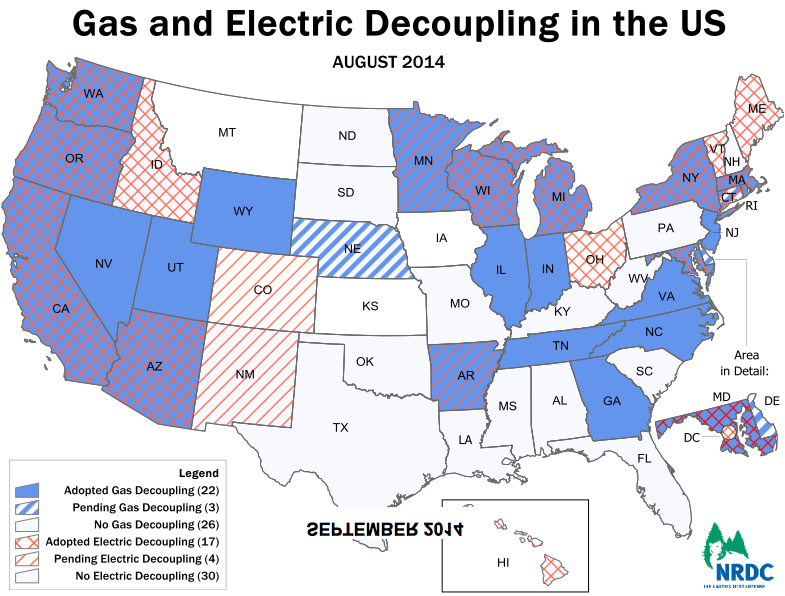 Gas and Electric Decoupling in the US
AUGUST 2014
WA
MT
ND
MN
ME
VT
NH
OR
ID
SD
WI
MI
NY
MA
CT
RI
WY
IA
PA
NJ
NE
NV
UT
IL
IN
OH
CO
MO
WV
VA
KS
KY
CA
NC
TN
AZ
NM
OK
AR
SC
Area
in Detail:
MS
AL
GA
MD
DE
TX
LA
DC
FL
Legend
Adopted Gas Decoupling (22)
Pending Gas Decoupling (3)
No Gas Decoupling (26)
Adopted Electric Decoupling (17)
Pending Electric Decoupling (4)
No Electric Decoupling (30)
SEPTEMBER 2014
HI
NRDC
THE EARTH'S BEST DEFENSE